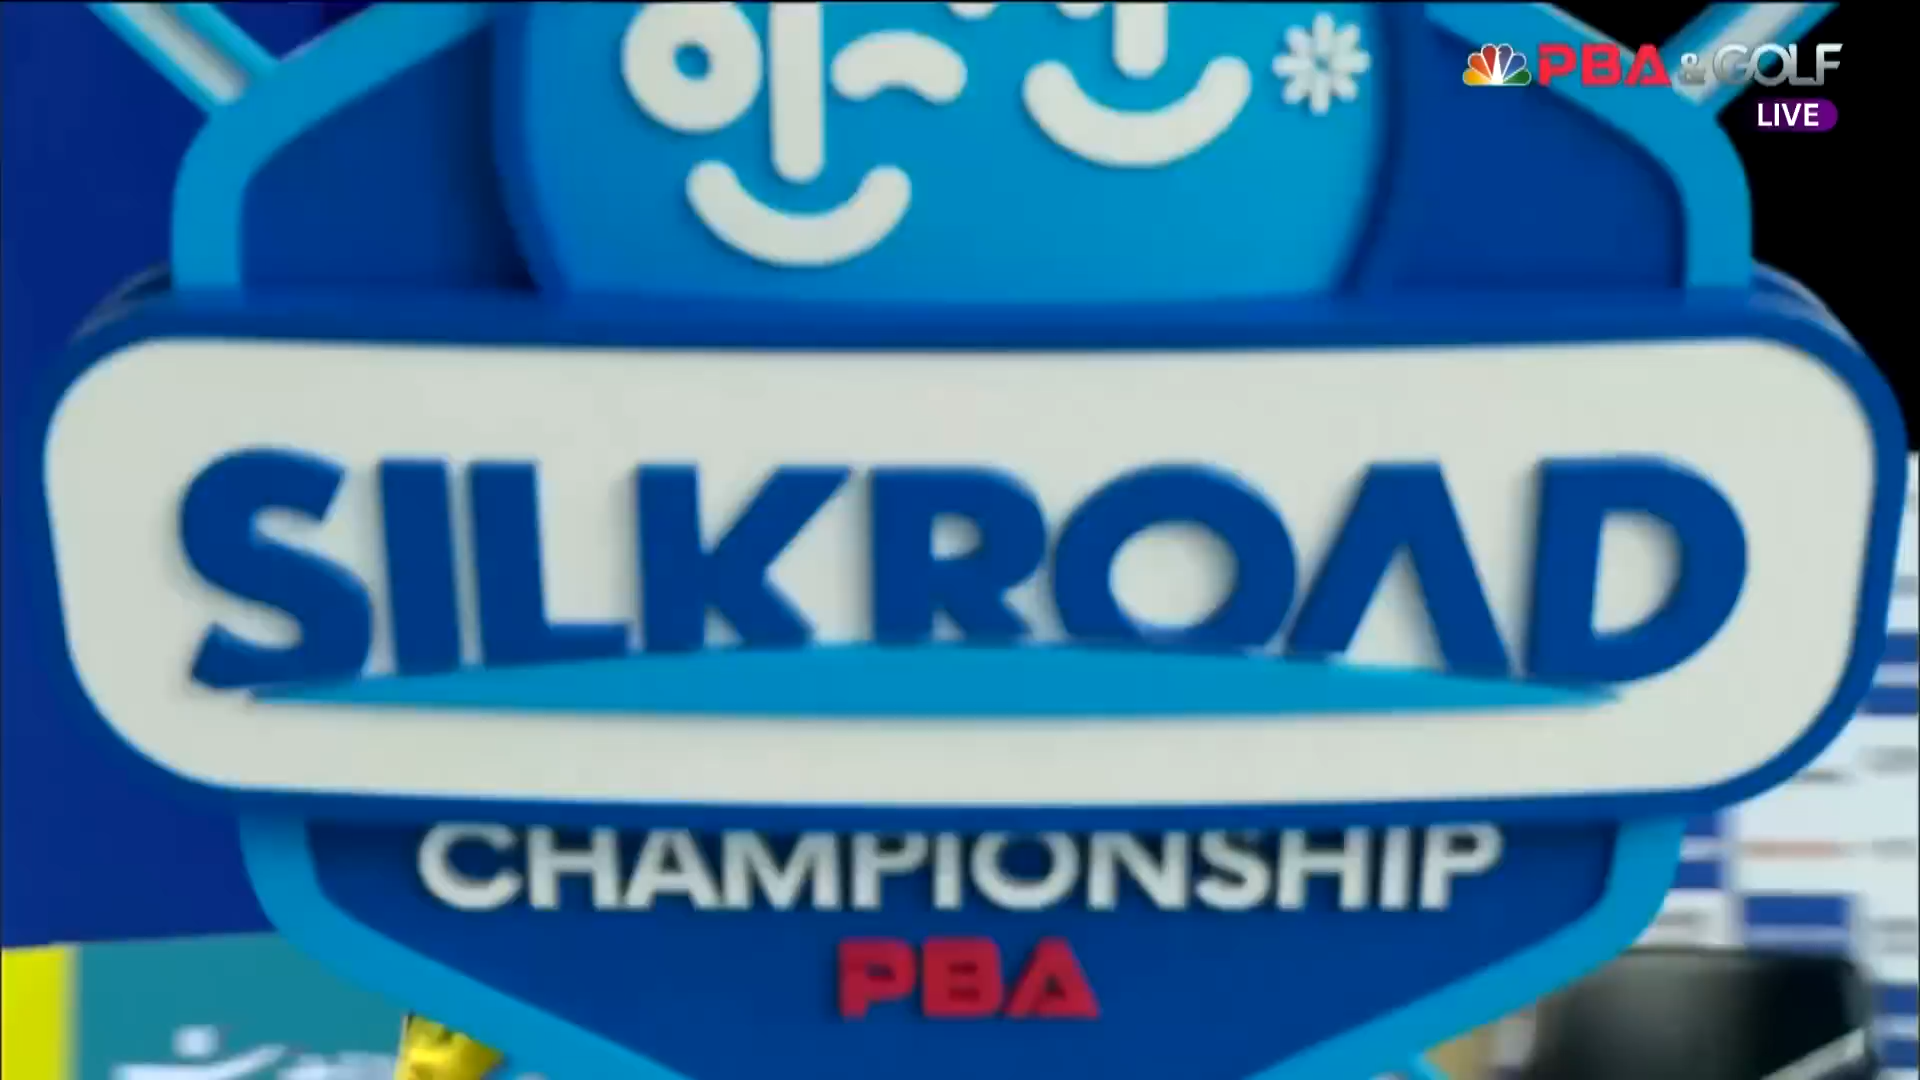 PBA & GOLF
LIVE
SILKROAD
CHAMPIONSHIP
PBA